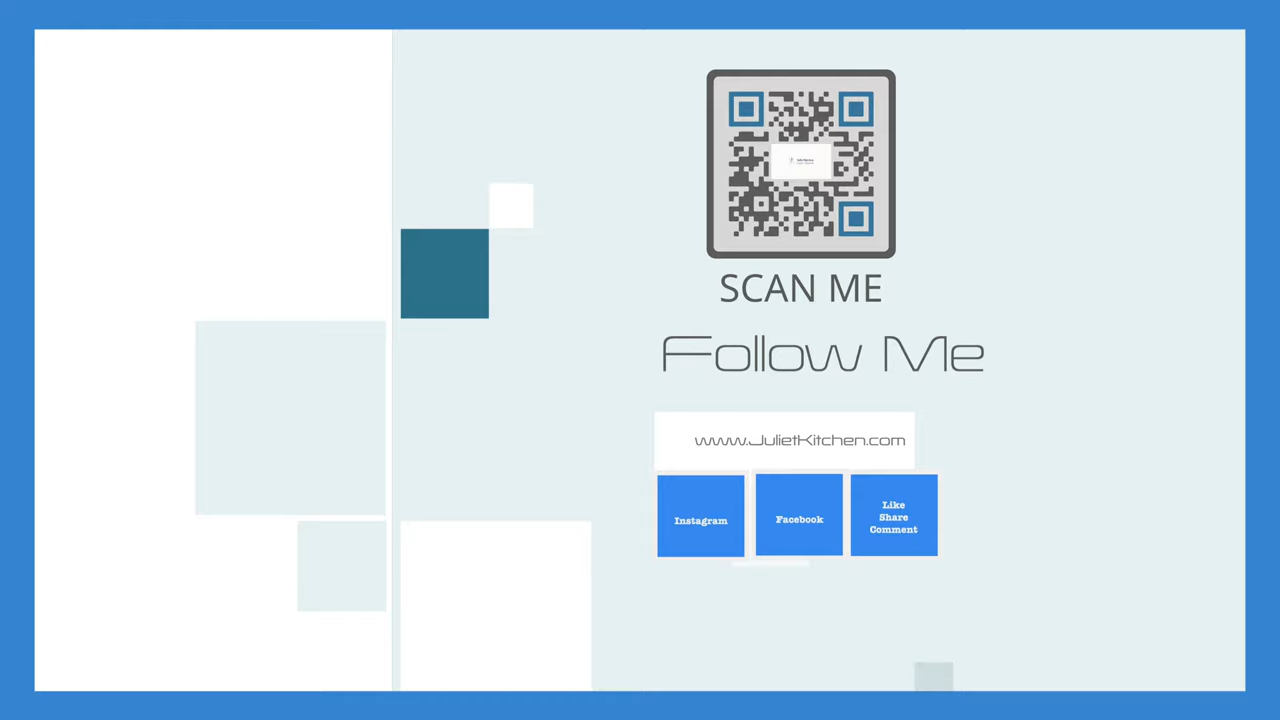 SCAN ME
Follow Me
www.JulietKitchen.com
Instagram
Facebook
Like
Share
Comment